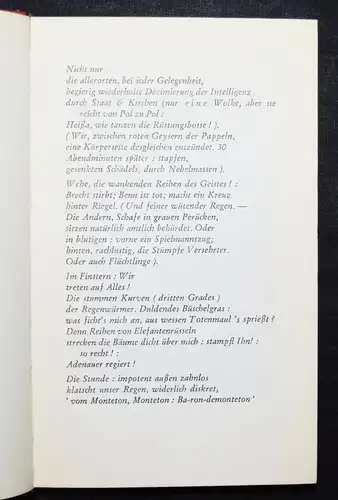 Nicht nur
die allerorten, bei jeder Gelegenheit,
begierig wiederholte Dezimierung der Intelligenz
durch Staat & Kirchen (nur eine Wolke, aber sie
reicht von Pol zu Pol :
Heißa, wie tanzen die Rüstungsbosse !).
( Wir, zwischen roten Geysern der Pappeln,
eine Körperseite desgleichen entzündet. 30
Abendminuten später : stapfen,
gesenkten Schädels, durch Nebelmassen ).
Wehe, die wankenden Reihen des Geistes ! :
Brecht stirbt; Benn ist tot; macht ein Kreuz
hinter Riegel. ( Und feiner wütender Regen. —
Die Andern, Schafe in grauen Perücken,
sitzen natürlich amtlich behürdet. Oder
in blutigen : vorne ein Spielmannszug;
hinten, rachlustig, die Stümpfe Versehrter.
Oder auch Flüchtlinge ).
Im Finstern : Wir
treten auf Alles !
Die stummen Kurven ( dritten Grades )
der Regenwürmer. Duldendes Büschelgras :
was ficht's mich an, aus wessen Totenmaul 's sprießt ?
Denn Reihen von Elefantenrüsseln
strecken die Bäume dicht über mich : stampfl Ihn! :
so recht ! :
Adenauer regiert !
Die Stunde : impotent außen zahnlos
klatscht unser Regen, widerlich diskret,
' vom Monteton, Monteton : Ba-ron-demonteton '